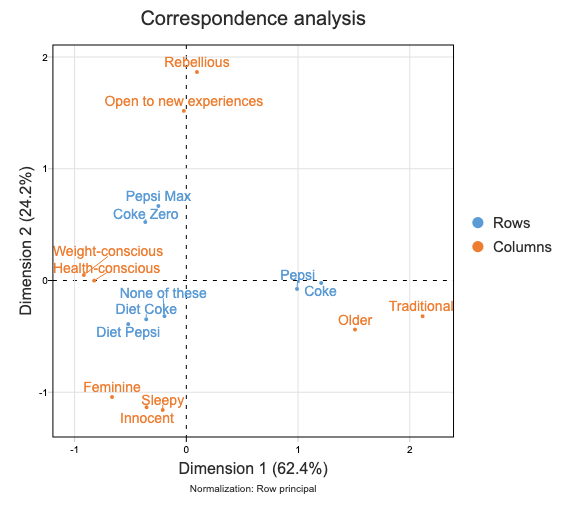 Correspondence analysis
2
Rebellious
Open to new experiences
1
Pepsi Max
Coke Zero
Weight-conscious
Health-conscious
Pepsi
0
None of these
Coke
Diet Coke
Traditional
Older
Diet Pepsi
Feminine
-1
Sleepy
Innocent
-1 0 1 2
Dimension 1 (62.4%)
Normalization: Row principal
Dimension 2 (24.2%)
Rows
Columns